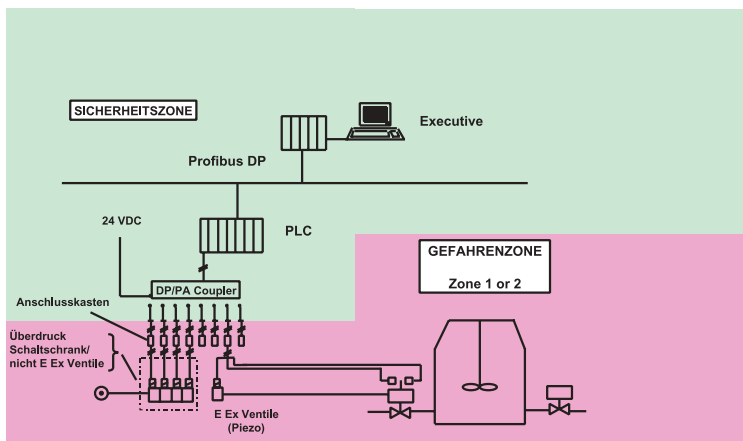 SICHERHEITSZONE
Executive
Profibus DP
24 VDC
PLC
GEFAHRENZONE
Zone 1 or 2
DP/PA Coupler
Anschlusskasten
Überdruck
Schaltschrank/
nicht E Ex Ventile
E Ex Ventile
(Piezo)